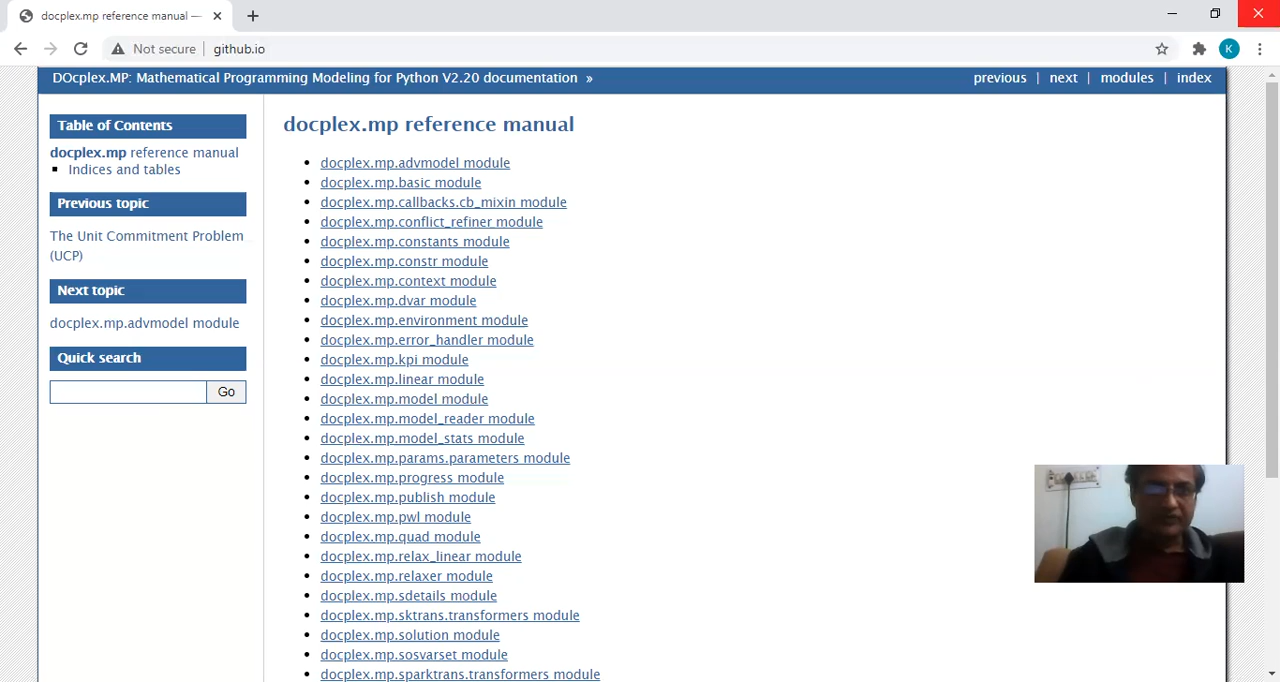 docplex.mp reference manual —
Not secure
github.io
K
DOcplex.MP: Mathematical Programming Modeling for Python V2.20 documentation »
previous | next | modules | index
Table of Contents
docplex.mp reference manual
Indices and tables
Previous topic
The Unit Commitment Problem
(UCP)
Next topic
docplex.mp.advmodel module
Quick search
Go
docplex.mp reference manual
docplex.mp.advmodel module
docplex.mp.basic module
docplex.mp.callbacks.cb_mixin module
docplex.mp.conflict_refiner module
docplex.mp.constants module
docplex.mp.constr module
docplex.mp.context module
docplex.mp.dvar module
docplex.mp.environment module
docplex.mp.error_handler module
docplex.mp.kpi module
docplex.mp.linear module
docplex.mp.model module
docplex.mp.model_reader module
docplex.mp.model_stats module
docplex.mp.params.parameters module
docplex.mp.progress module
docplex.mp.publish module
docplex.mp.pwl module
docplex.mp.quad module
docplex.mp.relax_linear module
docplex.mp.relaxer module
docplex.mp.sdetails module
docplex.mp.sktrans.transformers module
docplex.mp.solution module
docplex.mp.sosvarset module
docplex.mp.sparktrans.transformers module